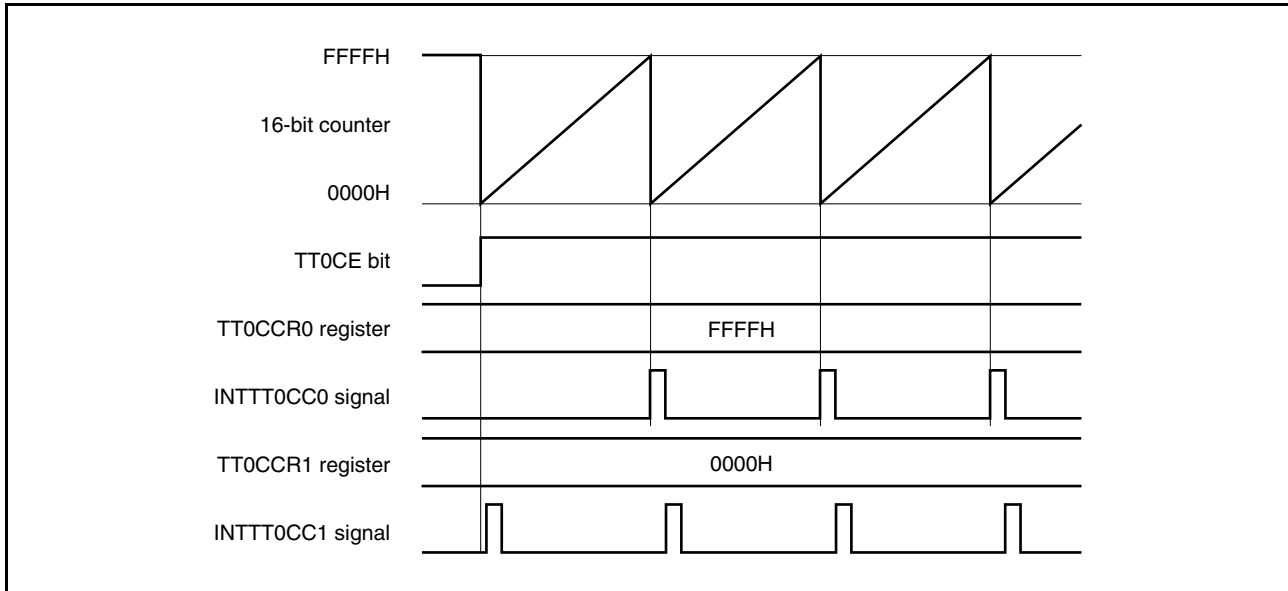 FFFFH
16-bit counter
0000H
TT0CE bit
TT0CCR0 register
FFFFH
INTTT0CC0 signal
TT0CCR1 register
0000H
INTTT0CC1 signal